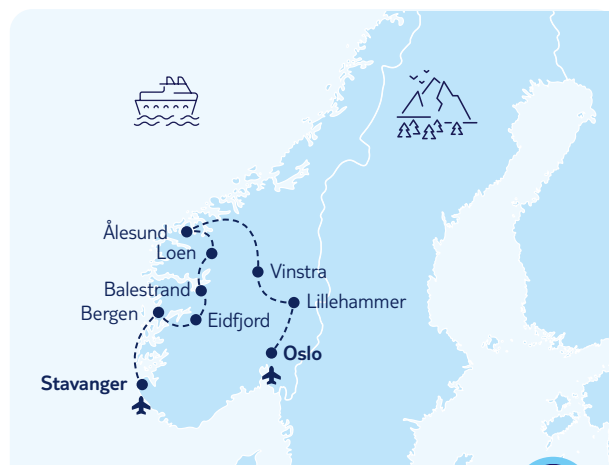 Ålesund
Loen
Vinstra
Balestrand
Lillehammer
Bergen
Eidfjord
Oslo
Stavanger